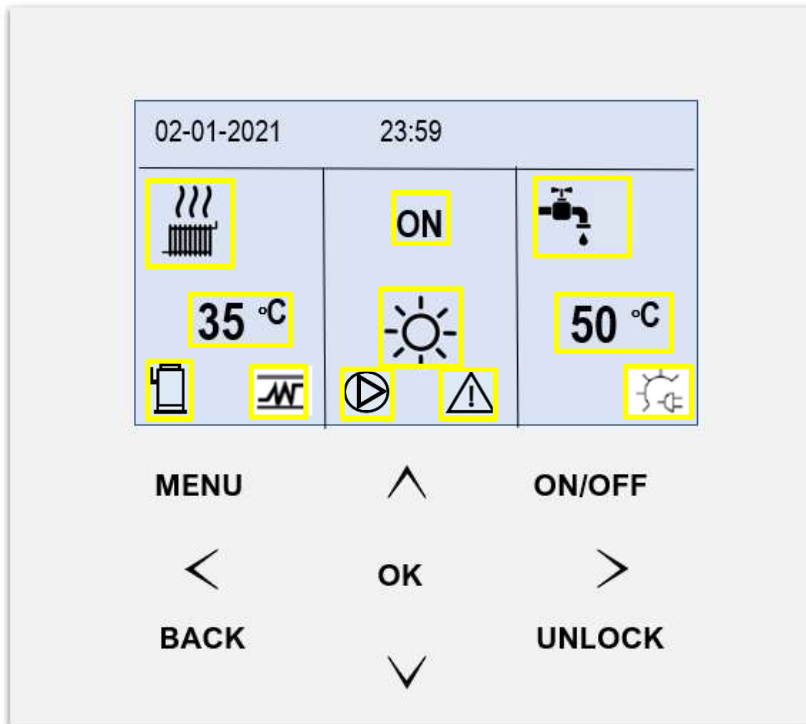 02-01-2021 23:59
ON
35 °C
50 °C
MENU
ON/OFF
OK
BACK
UNLOCK